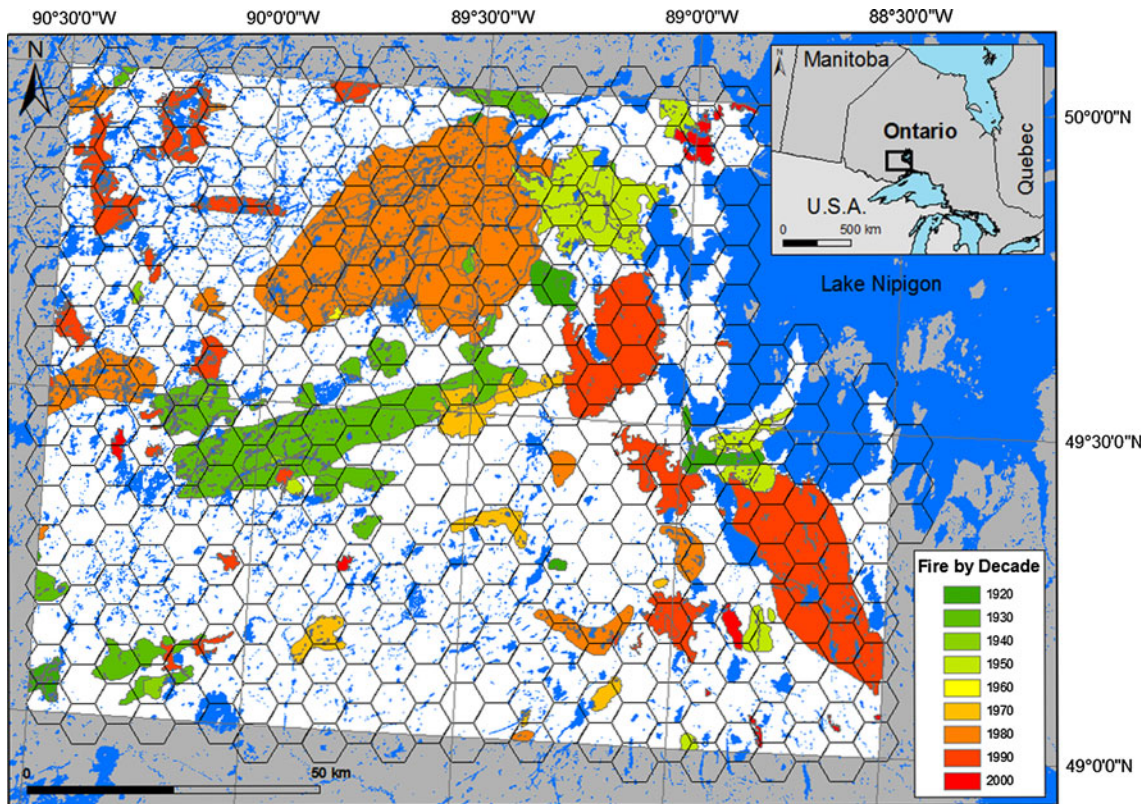 90°30'0"W 90°0'0"W 89°30'0"W 89°0'0"W 88°30'0"W
N
N
Manitoba
Ontario
Quebec
U.S.A.
0 500 km
50°0'0"N
Lake Nipigon
49°30'0"N
Fire by Decade
1920
1930
1940
1950
1960
1970
1980
1990
2000
0 50 km
49°0'0"N